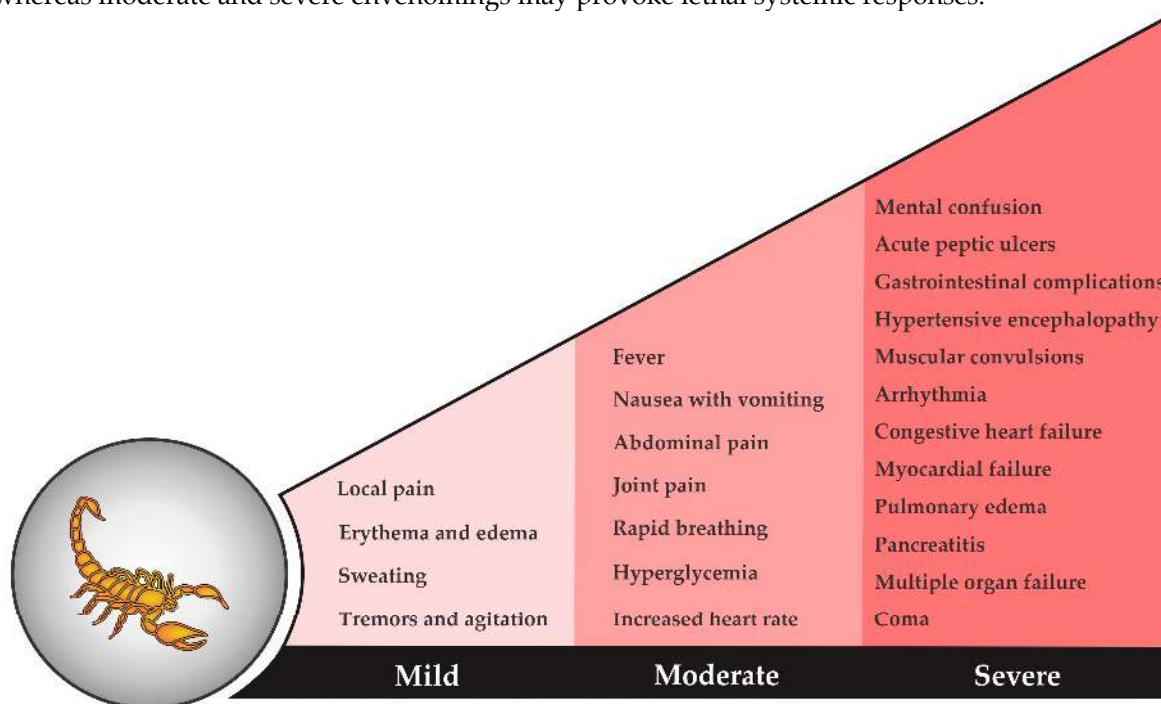 whereas moderate and severe envenomings may provoke lethal systemic responses.
Local pain
Erythema and edema
Sweating
Tremors and agitation
Mild
Fever
Nausea with vomiting
Abdominal pain
Joint pain
Rapid breathing
Hyperglycemia
Increased heart rate
Moderate
Mental confusion
Acute peptic ulcers
Gastrointestinal complications
Hypertensive encephalopathy
Muscular convulsions
Arrhythmia
Congestive heart failure
Myocardial failure
Pulmonary edema
Pancreatitis
Multiple organ failure
Coma
Severe